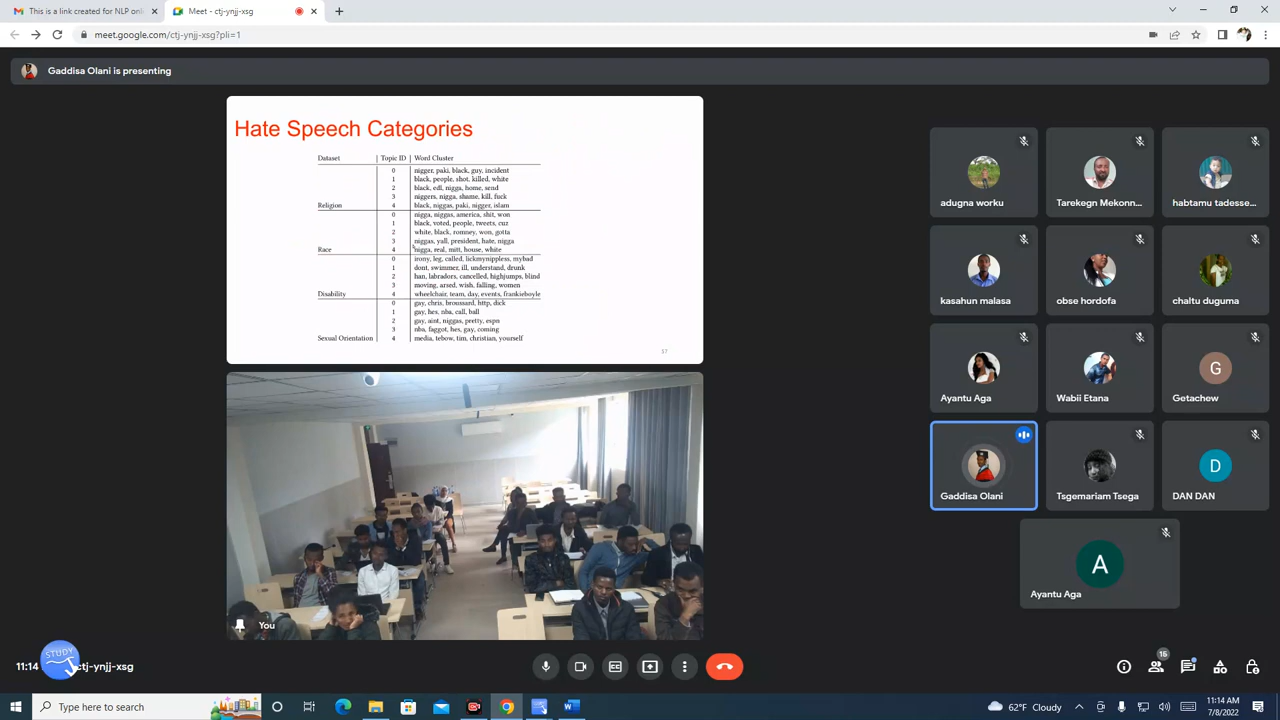 This is a link created for NLP onli
Meet - ctj-ynjj-xsg
meet.google.com/ctj-ynjj-xsg?pli=1
Gaddisa Olani is presenting
Hate Speech Categories
Dataset Topic ID Word Cluster
0 nigger, paki, black, guy, incident
1 black, people, shot, killed, white
2 black, edl, nigga, home, send
3 niggers, nigga, shame, kill, fuck
Religion 4 black, niggas, paki, nigger, islam
0 nigga, niggas, america, shit, won
1 black, voted, people, tweets, cuz
2 white, black, romney, won, gotta
3 niggas, yall, president, hate, nigga
Race 4 nigga, real, mitt, house, white
0 irony, leg, called, lickmynippless, mybad
1 dont, swimmer, ill, understand, drunk
2 han, labradors, cancelled, highjumps, blind
3 moving, arsed, wish, falling, women
Disability 4 wheelchair, team, day, events, frankieboyle
0 gay, chris, broussard, http, dick
1 gay, hes, nba, call, ball
2 gay, aint, niggas, pretty, espn
3 nba, faggot, hes, gay, coming
Sexual Orientation 4 media, tebow, tim, christian, yourself
You
adugna worku
Tarekegn Mekonn...
habtemu tadesse...
kasahun malasa
obse
duguma
Ayantu Aga
Wabii Etana
G
Getachew
Gaddisa Olani
Tsgemariam Tsega
D
DAN DAN
A
Ayantu Aga
11:14
STUDY
ctj-ynjj-xsg
15
Type here to search
62°F Cloudy
11:14 AM
7/8/2022